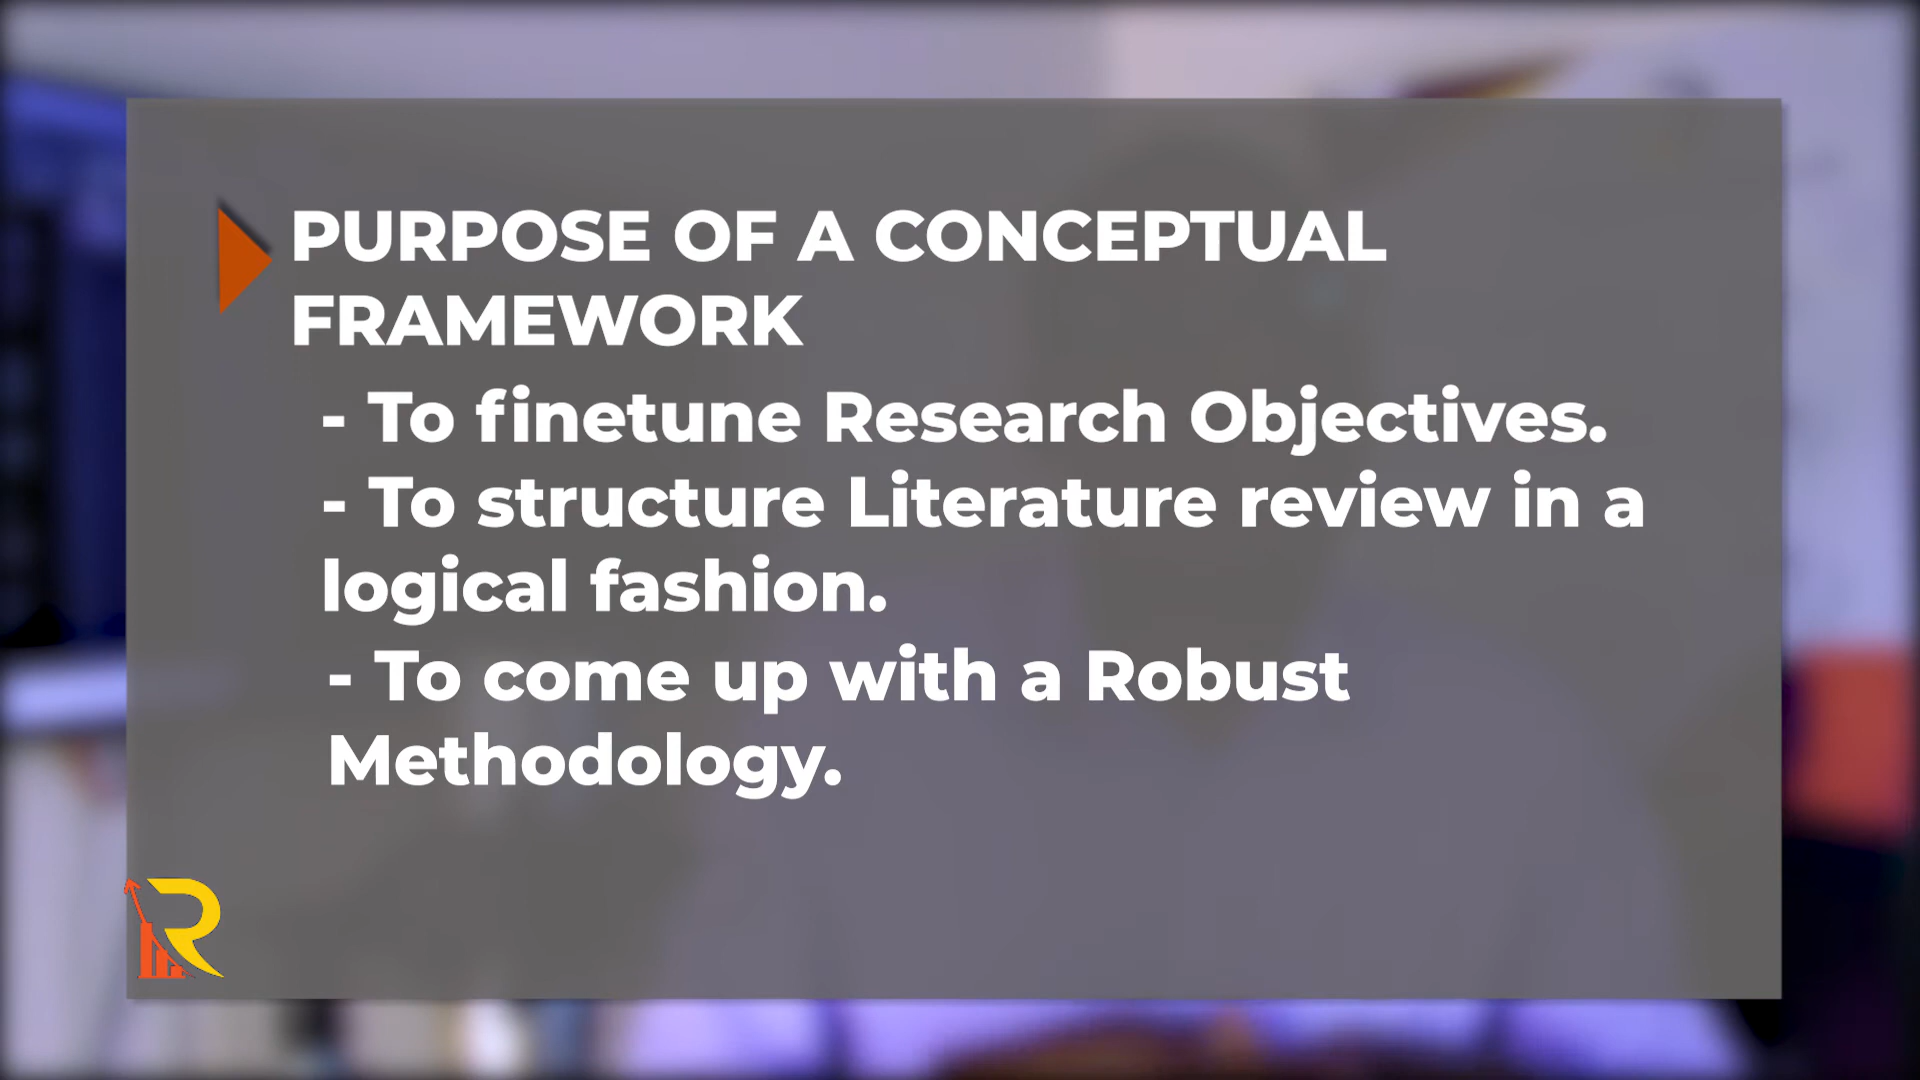 PURPOSE OF A CONCEPTUAL
FRAMEWORK
- To finetune Research Objectives.
- To structure Literature review in a
logical fashion.
- To come up with a Robust
Methodology.
R